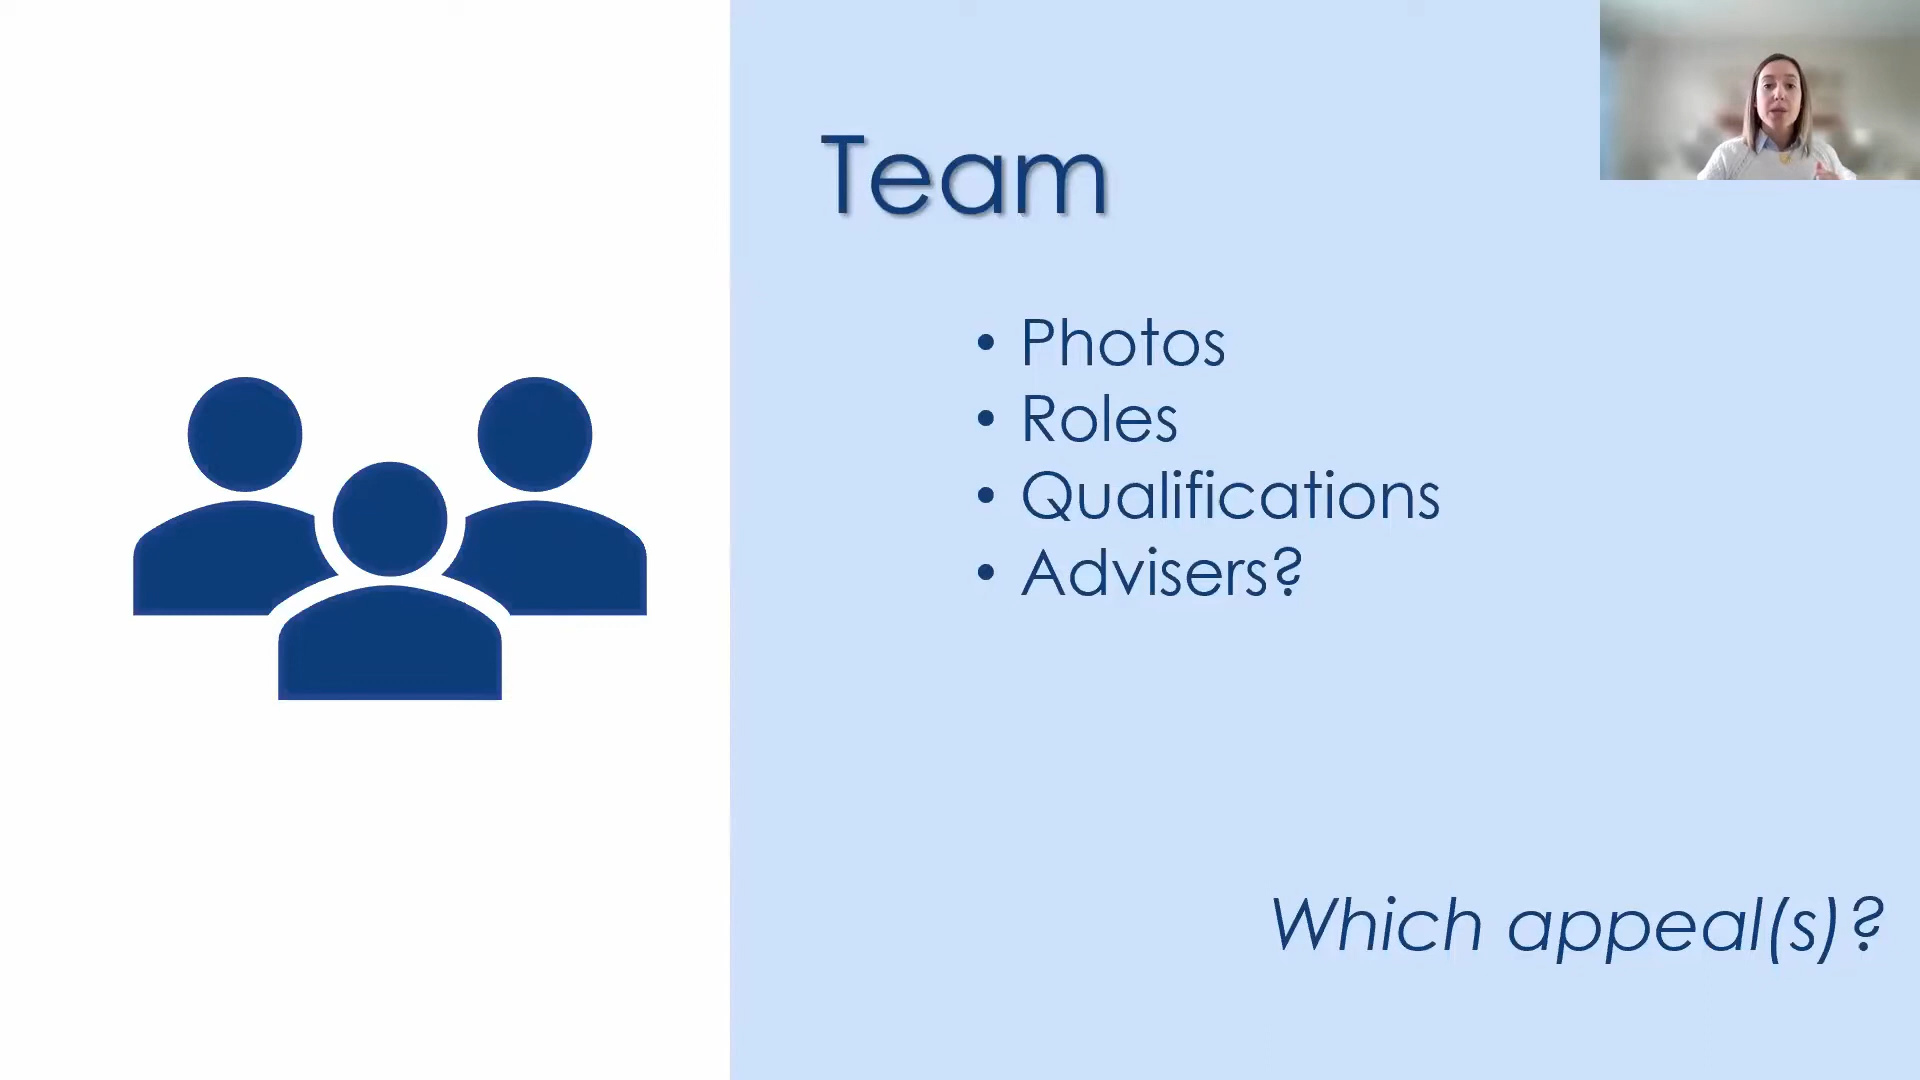 Team
• Photos
• Roles
• Qualifications
• Advisers?
Which appeal(s)?